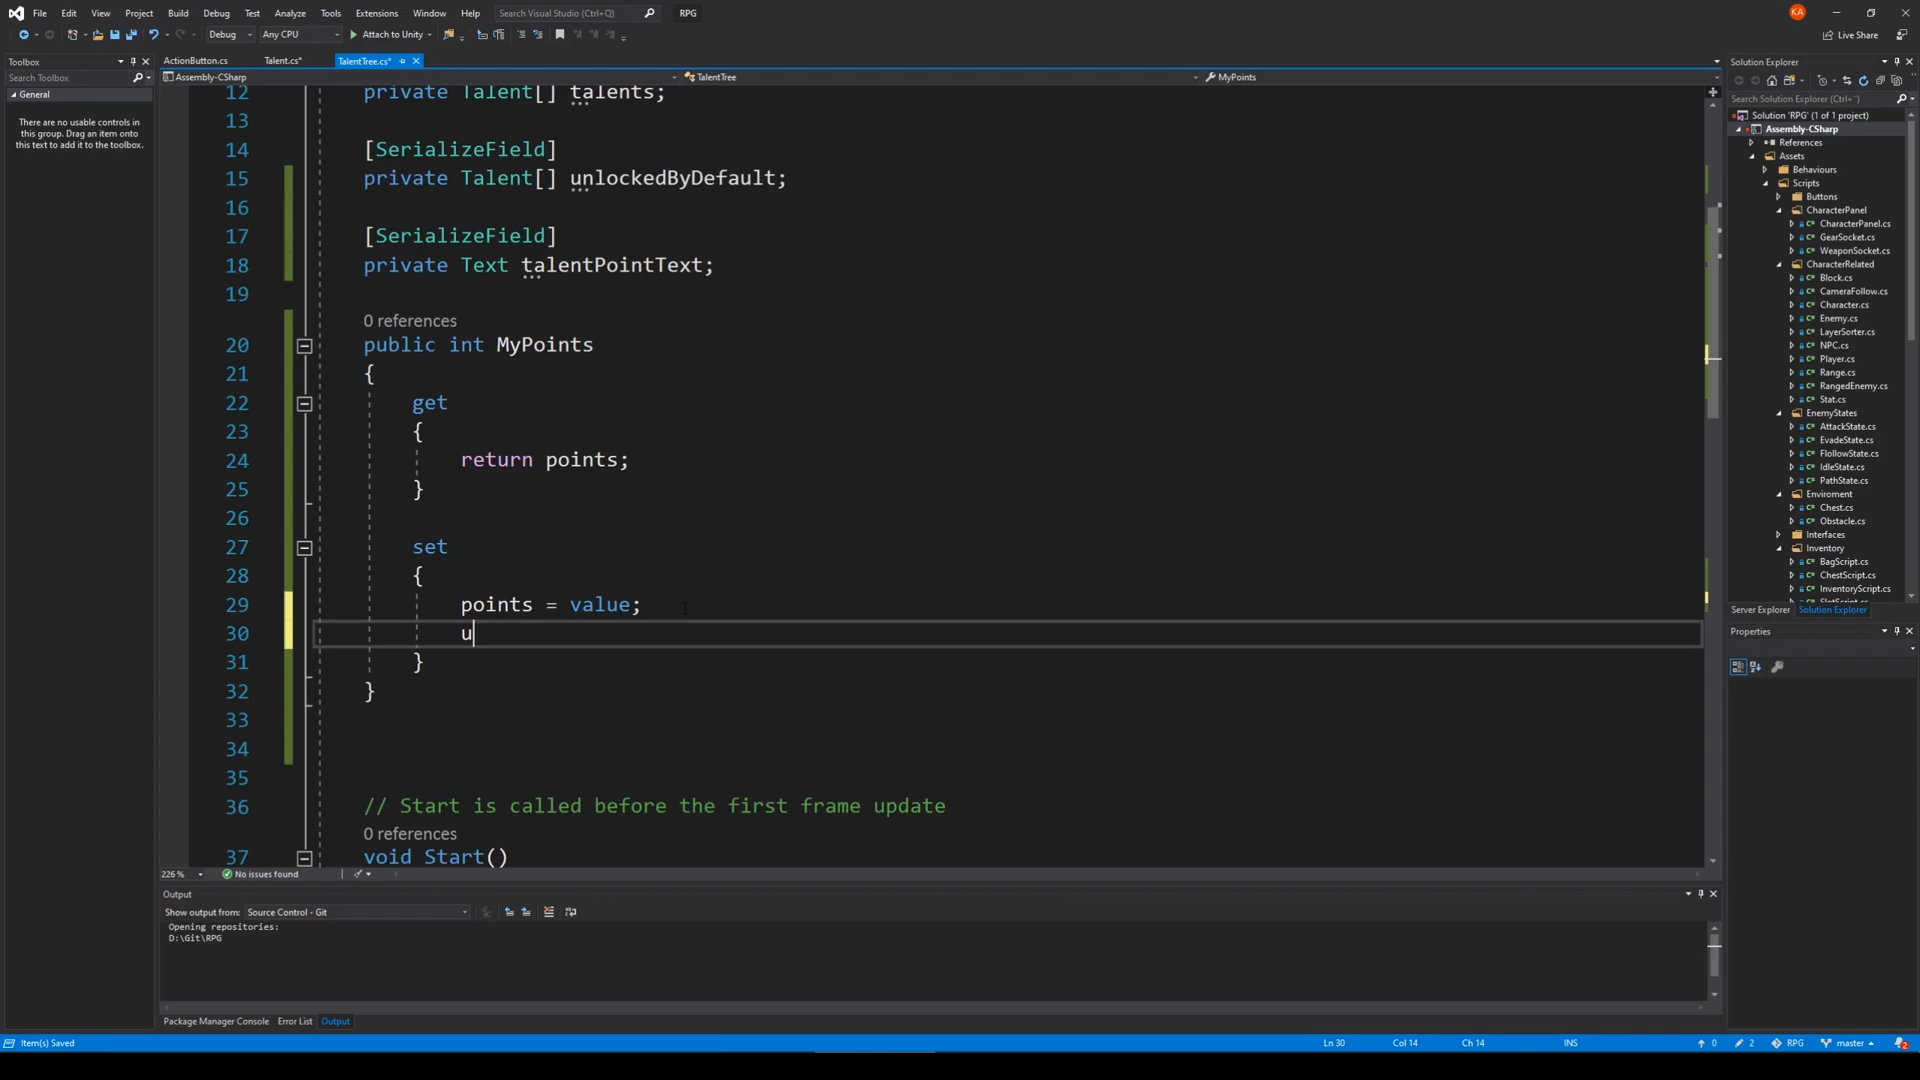 File Edit View Project Build Debug Test Analyze Tools Extensions Window Help Search Visual Studio (Ctrl+Q) RPG KA
Debug Any CPU Attach to Unity Live Share
Toolbox
Search Toolbox
General
There are no usable controls in
this group. Drag an item onto
this text to add it to the toolbox.
ActionButton.cs Talent.cs* TalentTree.cs*
Assembly-CSharp TalentTree MyPoints
12 private Talent[] talents;
13
14 [SerializeField]
15 private Talent[] unlockedByDefault;
16
17 [SerializeField]
18 private Text talentPointText;
19
0 references
20 public int MyPoints
21 {
22 get
23 {
24 return points;
25 }
26
27 set
28 {
29 points = value;
30 u
31 }
32 }
33
34
35
36 // Start is called before the first frame update
0 references
37 void Start()
226 % No issues found
Output
Show output from: Source Control - Git
Opening repositories:
D:\Git\RPG
Package Manager Console Error List Output
Solution Explorer
Search Solution Explorer (Ctrl+¨)
Solution 'RPG' (1 of 1 project)
Assembly-CSharp
References
Assets
Behaviours
Scripts
Buttons
CharacterPanel
CharacterPanel.cs
GearSocket.cs
WeaponSocket.cs
CharacterRelated
Block.cs
CameraFollow.cs
Character.cs
Enemy.cs
LayerSorter.cs
NPC.cs
Player.cs
Range.cs
RangedEnemy.cs
Stat.cs
EnemyStates
AttackState.cs
EvadeState.cs
FlollowState.cs
IdleState.cs
PathState.cs
Enviroment
Chest.cs
Obstacle.cs
Interfaces
Inventory
BagScript.cs
ChestScript.cs
InventoryScript.cs
SlotScript.cs
Server Explorer Solution Explorer
Properties
Item(s) Saved Ln 30 Col 14 Ch 14 INS 0 2 RPG master 2